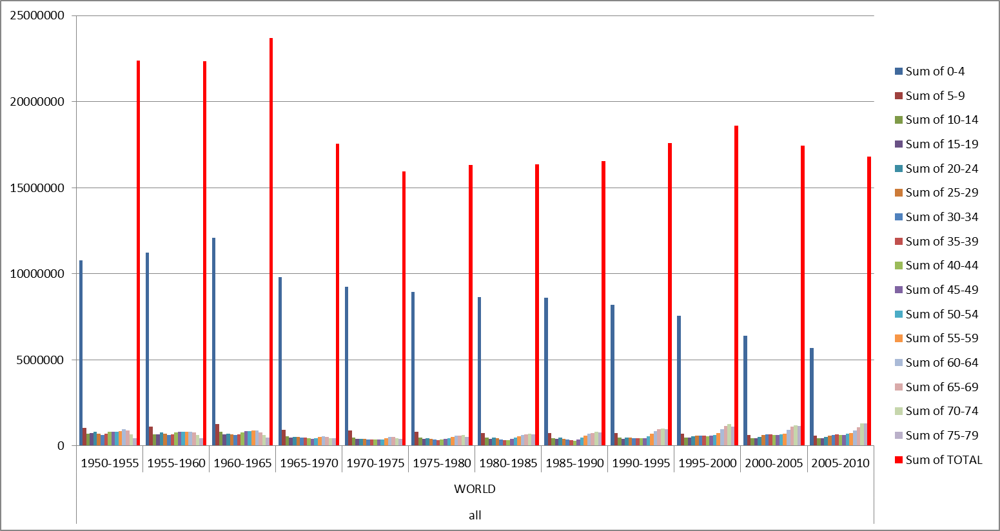 25000000
20000000
15000000
10000000
5000000
0
1950-1955 1955-1960 1960-1965 1965-1970 1970-1975 1975-1980 1980-1985 1985-1990 1990-1995 1995-2000 2000-2005 2005-2010
WORLD
all
Sum of 0-4
Sum of 5-9
Sum of 10-14
Sum of 15-19
Sum of 20-24
Sum of 25-29
Sum of 30-34
Sum of 35-39
Sum of 40-44
Sum of 45-49
Sum of 50-54
Sum of 55-59
Sum of 60-64
Sum of 65-69
Sum of 70-74
Sum of 75-79
Sum of TOTAL